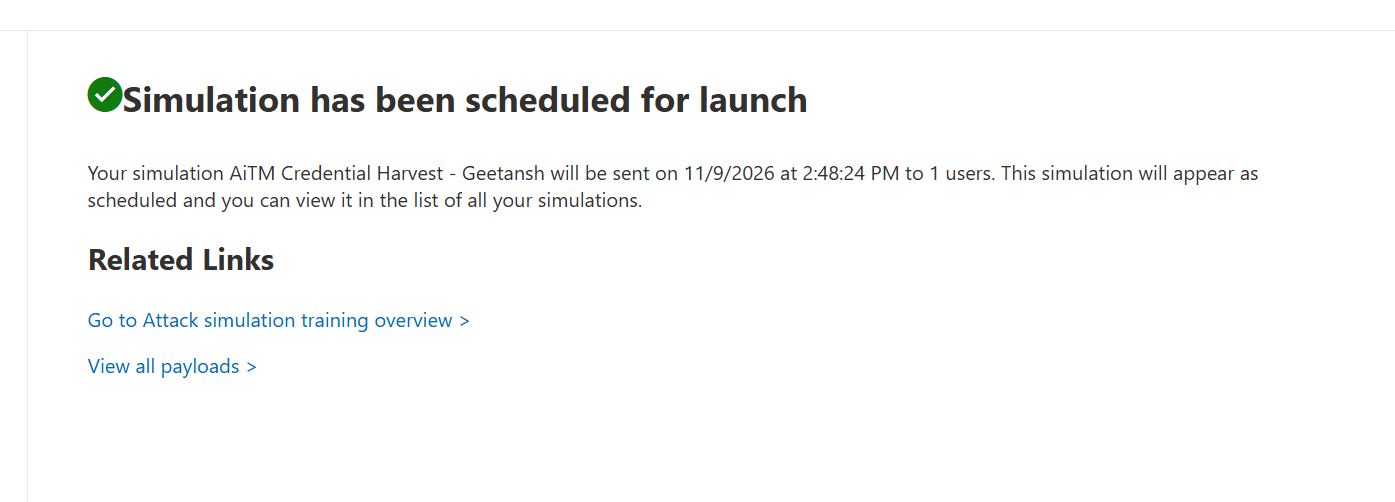 Simulation has been scheduled for launch
Your simulation AiTM Credential Harvest - Geetansh will be sent on 11/9/2026 at 2:48:24 PM to 1 users. This simulation will appear as
scheduled and you can view it in the list of all your simulations.
Related Links
Go to Attack simulation training overview >
View all payloads >